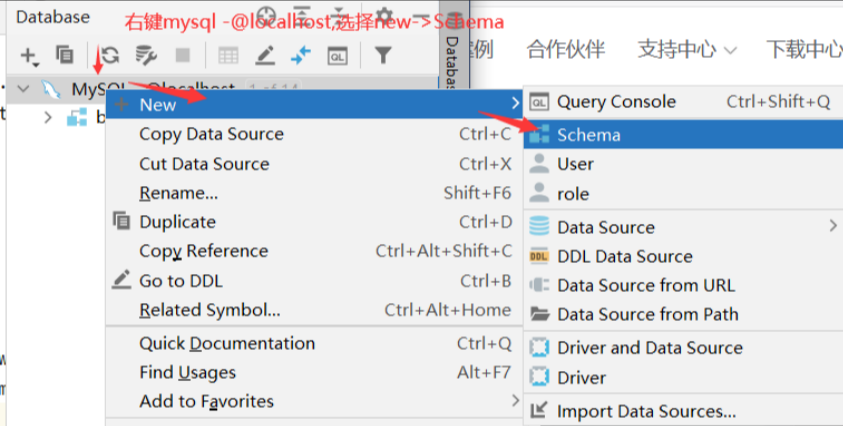 Database
右键mysql -@localhost,选择new->Schema
Database
案例 合作伙伴 支持中心 下载中心
MySQL - @localhost 1 of 14
b
New
Copy Data Source Ctrl+C
Cut Data Source Ctrl+X
Rename... Shift+F6
Duplicate Ctrl+D
Copy Reference Ctrl+Alt+Shift+C
Go to DDL Ctrl+B
Related Symbol... Ctrl+Alt+Home
Quick Documentation Ctrl+Q
Find Usages Alt+F7
Add to Favorites
QL Query Console Ctrl+Shift+Q
Schema
User
role
Data Source
DDL DDL Data Source
Data Source from URL
Data Source from Path
Driver and Data Source
Driver
Import Data Sources...